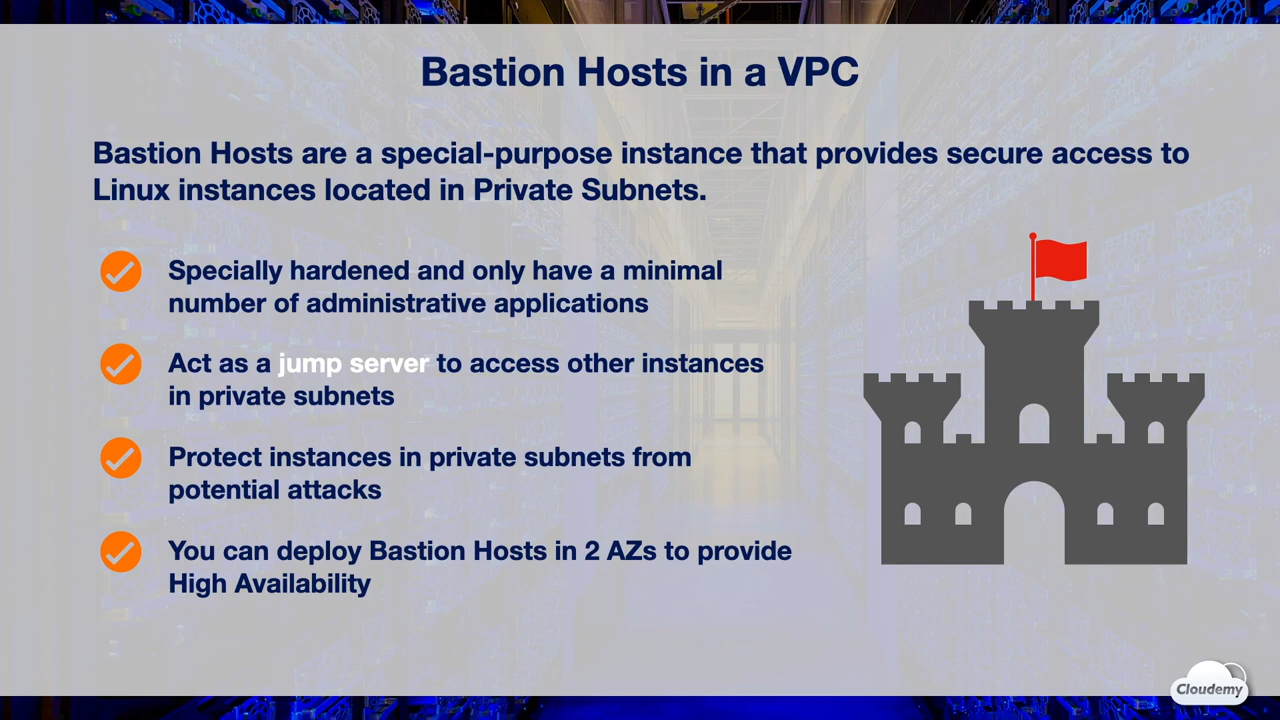 Bastion Hosts in a VPC
Bastion Hosts are a special-purpose instance that provides secure access to
Linux instances located in Private Subnets.
Specially hardened and only have a minimal
number of administrative applications
Act as a jump server to access other instances
in private subnets
Protect instances in private subnets from
potential attacks
You can deploy Bastion Hosts in 2 AZs to provide
High Availability
Cloudemy